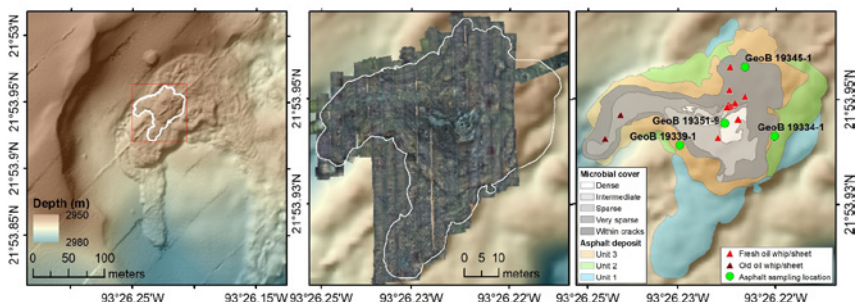 21°53'N
21°53.95'N
21°53.9'N
21°53.85'N
Depth (m)
2950
2980
0 50 100
meters
93°26.25'W
93°26.15'W
21°53.95'N
21°53.93'N
0 5 10
meters
93°26.25'W
93°26.23'W
93°26.22'W
GeoB 19345-1
GeoB 19351-9
GeoB 19339-1
GeoB 19334-1
Microbial cover
Dense
Intermediate
Sparse
Very sparse
Within cracks
Asphalt deposit
Unit 3
Unit 2
Unit 1
Fresh oil whip/sheet
Old oil whip/sheet
Asphalt sampling location
21°53.95'N
21°53.93'N
93°26.25'W
93°26.23'W
93°26.22'W